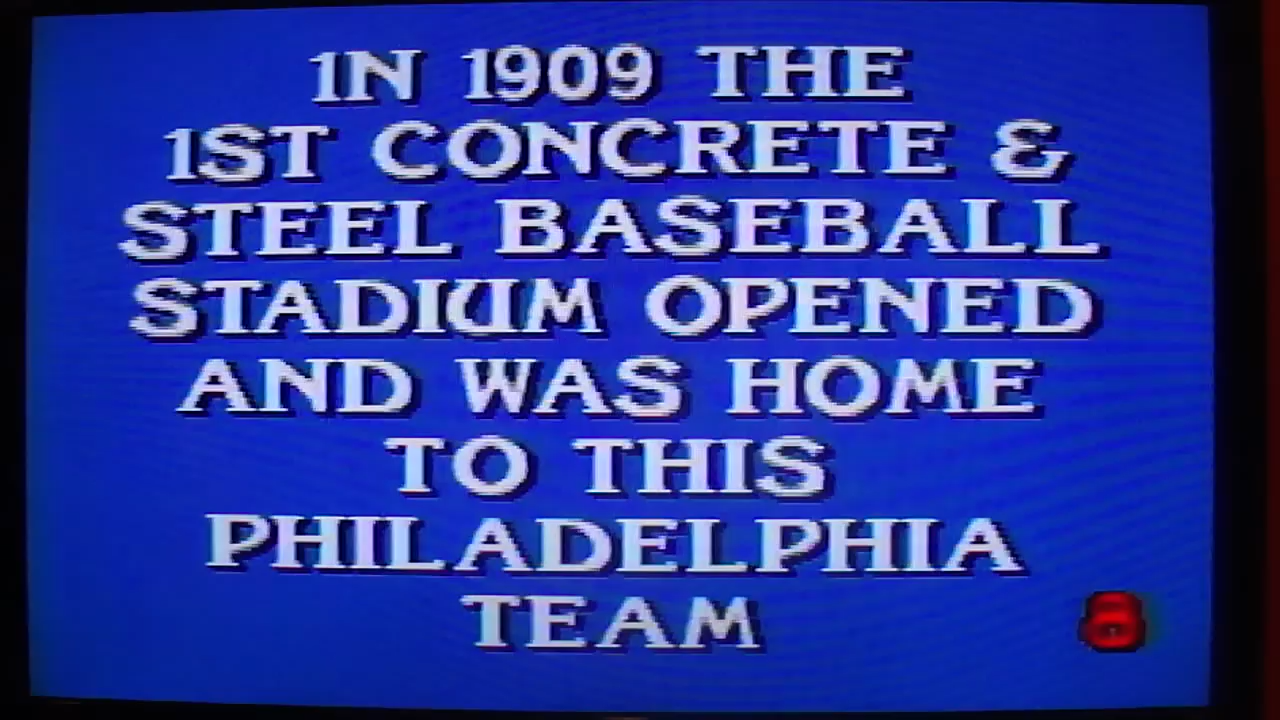 IN 1909 THE
1ST CONCRETE &
STEEL BASEBALL
STADIUM OPENED
AND WAS HOME
TO THIS
PHILADELPHIA
TEAM
8